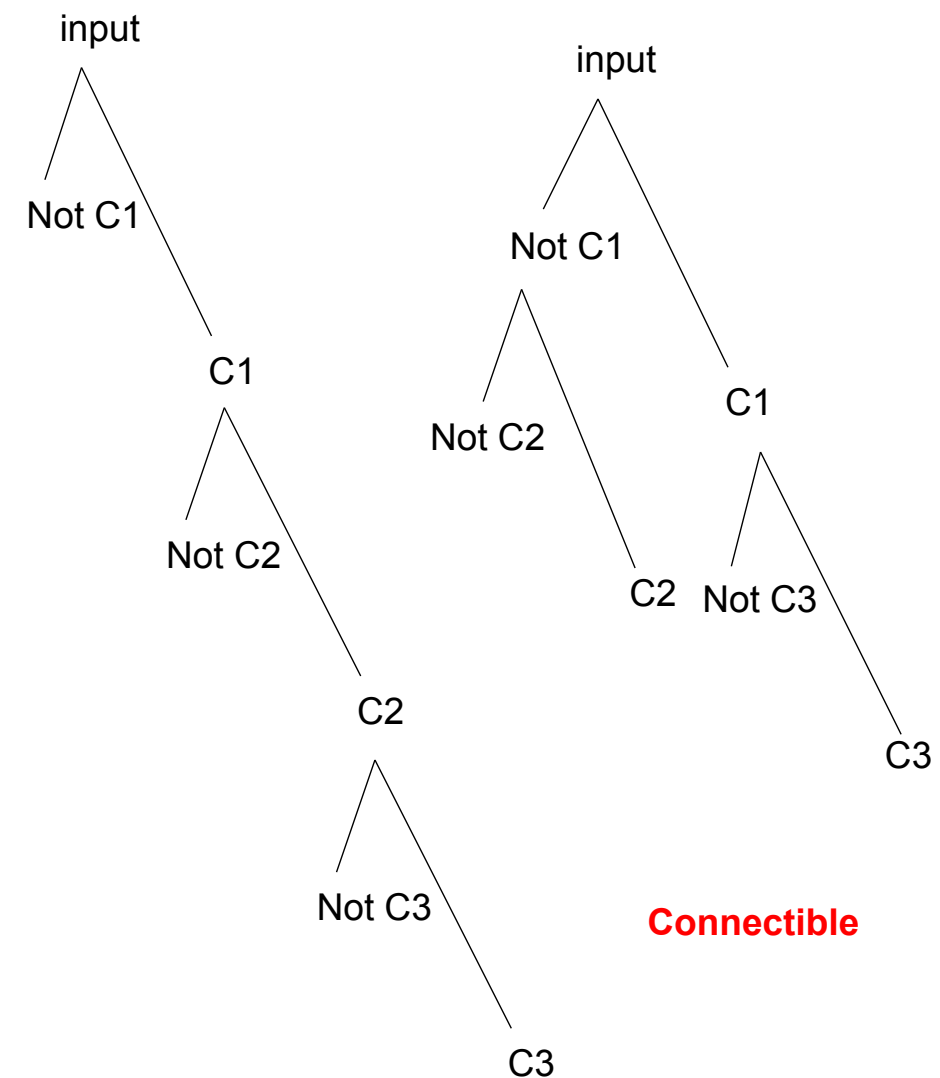 input
Not C1
C1
Not C2
C2
Not C3
C3
input
Not C1
C1
Not C2
C2
Not C3
C3
Connectible